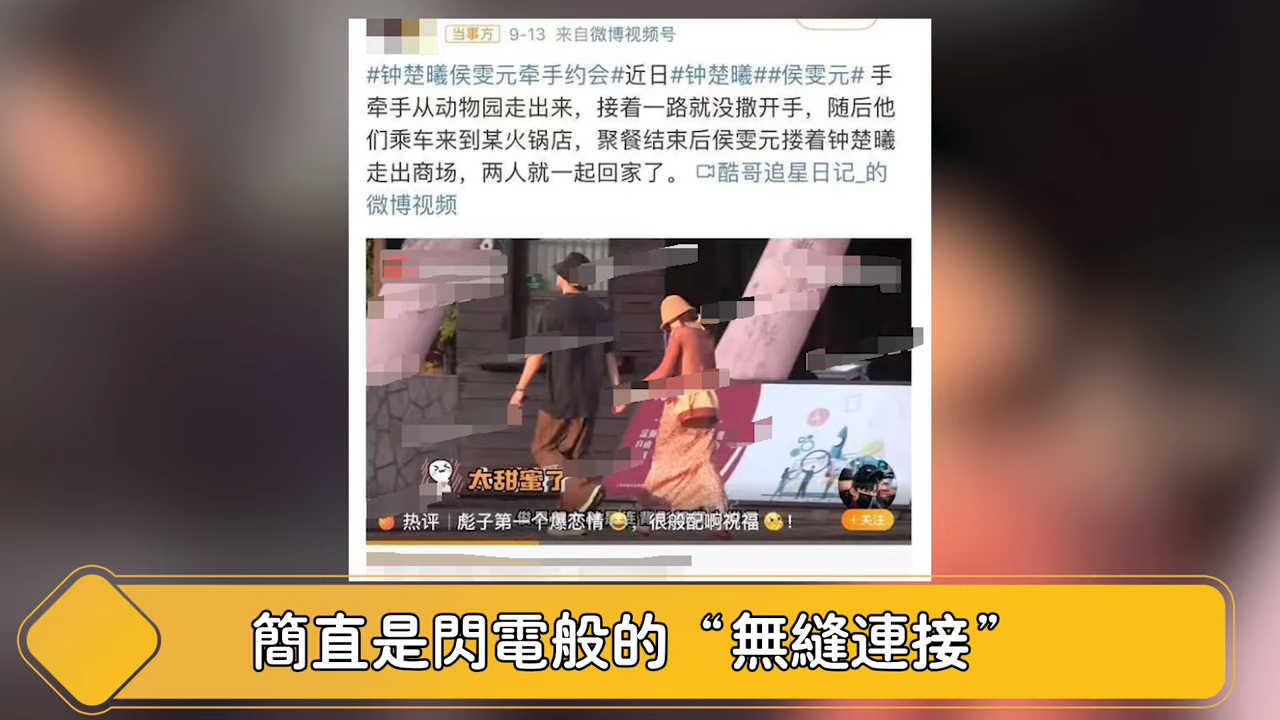 当事方 9-13 来自微博视频号
#钟楚曦侯雯元牵手约会#近日#钟楚曦##侯雯元# 手
牵手从动物园走出来，接着一路就没撒开手，随后他
们乘车来到某火锅店，聚餐结束后侯雯元搂着钟楚曦
走出商场，两人就一起回家了。 酷哥追星日记_的
微博视频
太甜蜜了
热评｜彪子第一个爆恋情😂，很般配啊祝福🤗！
+关注
簡直是閃電般的“無縫連接”